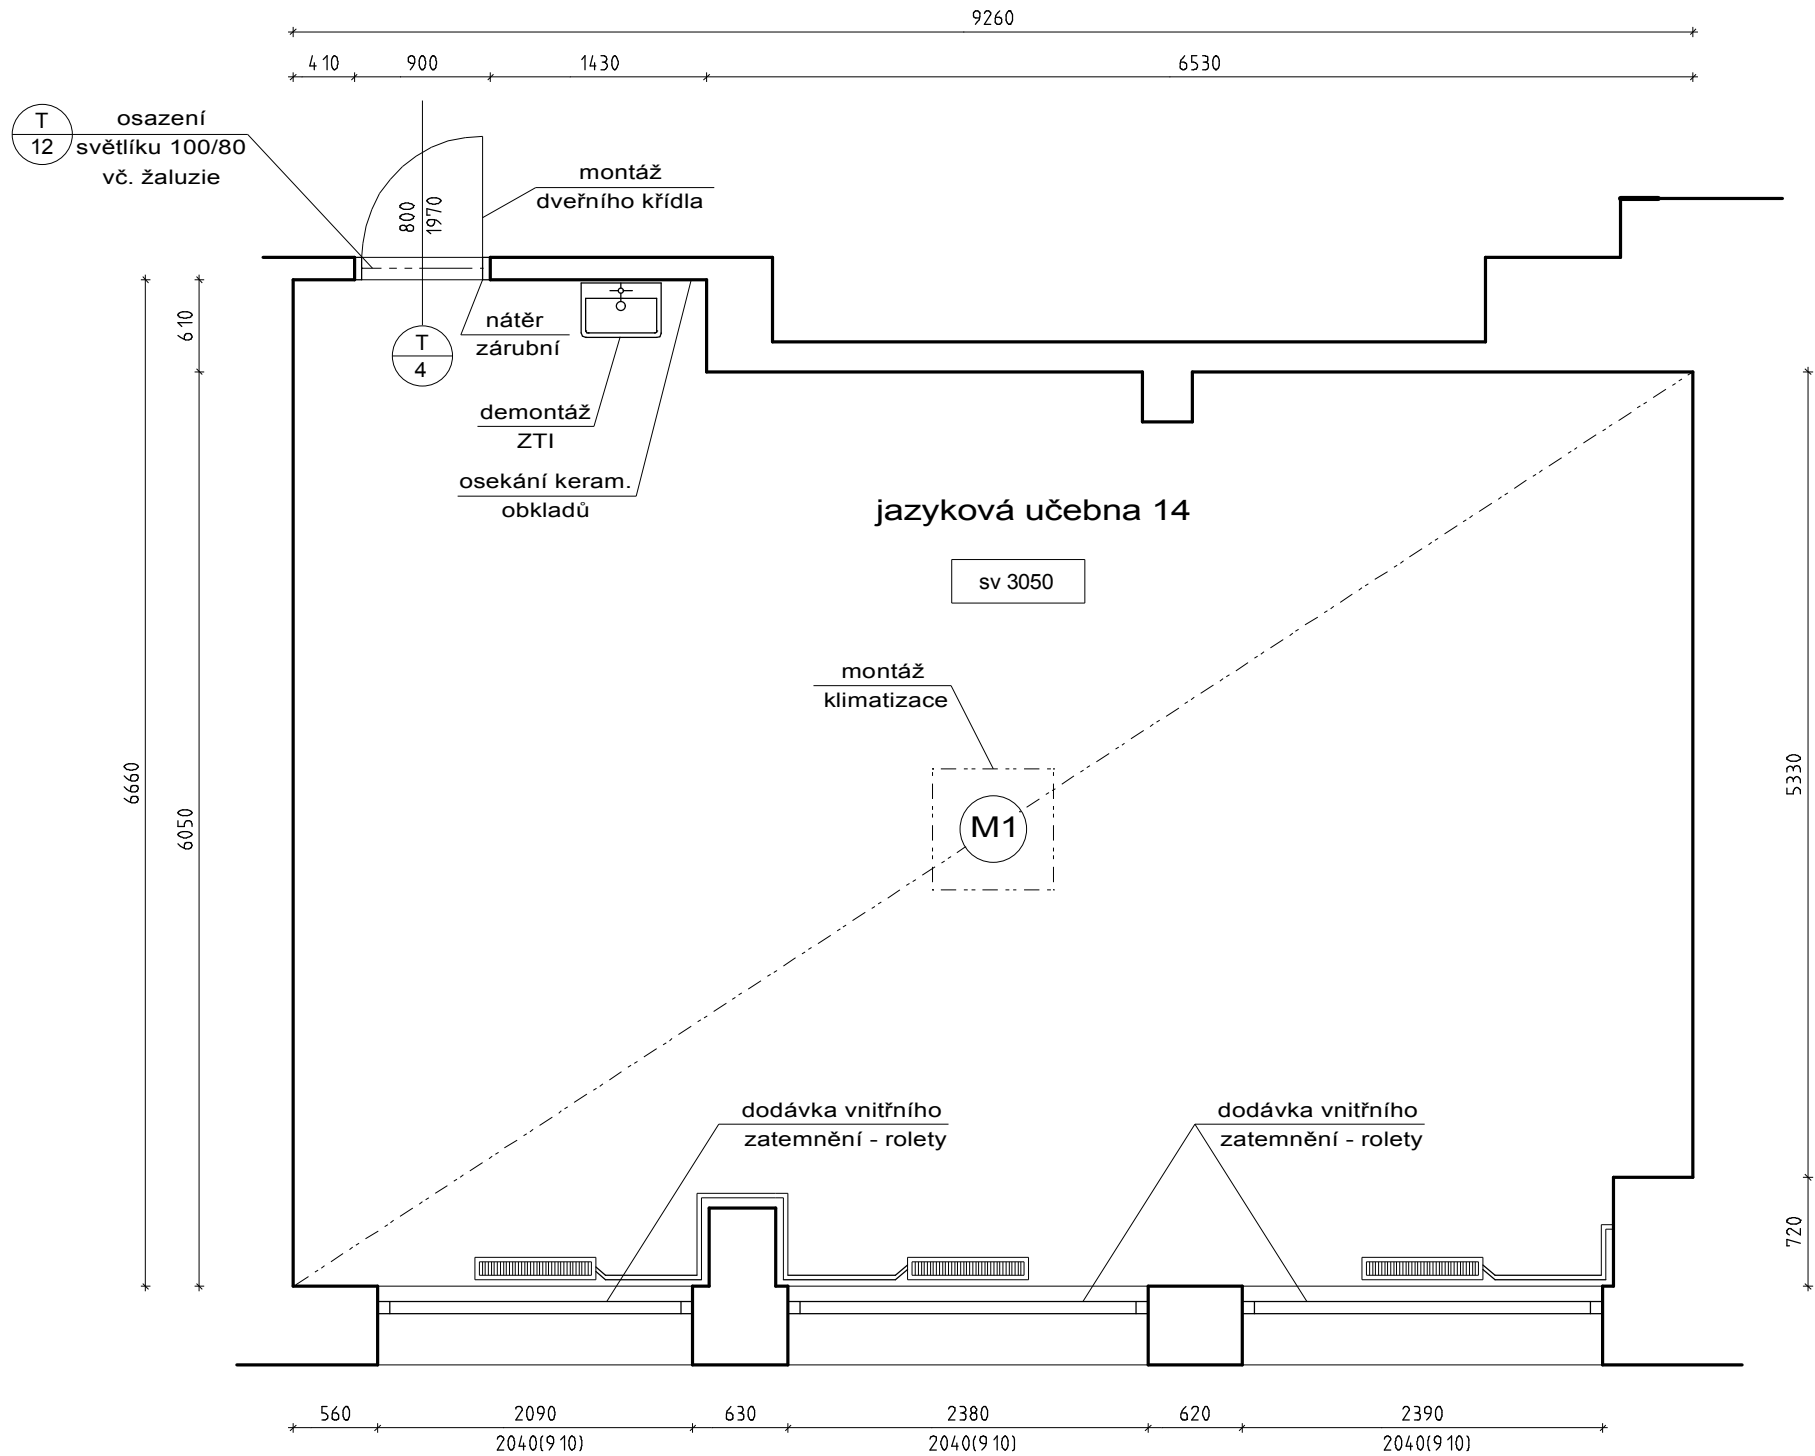 9260
410 900 1430 6530
T
12
osazení
světlíku 100/80
vč. žaluzie
montáž
dveřního křídla
800
1970
610
nátěr
zárubní
T
4
demontáž
ZTI
osekání keram.
obkladů
jazyková učebna 14
sv 3050
montáž
klimatizace
M1
6660
6050
5330
dodávka vnitřního
zatemnění - rolety
dodávka vnitřního
zatemnění - rolety
720
560 2090 630 2380 620 2390
2040(910) 2040(910) 2040(910)